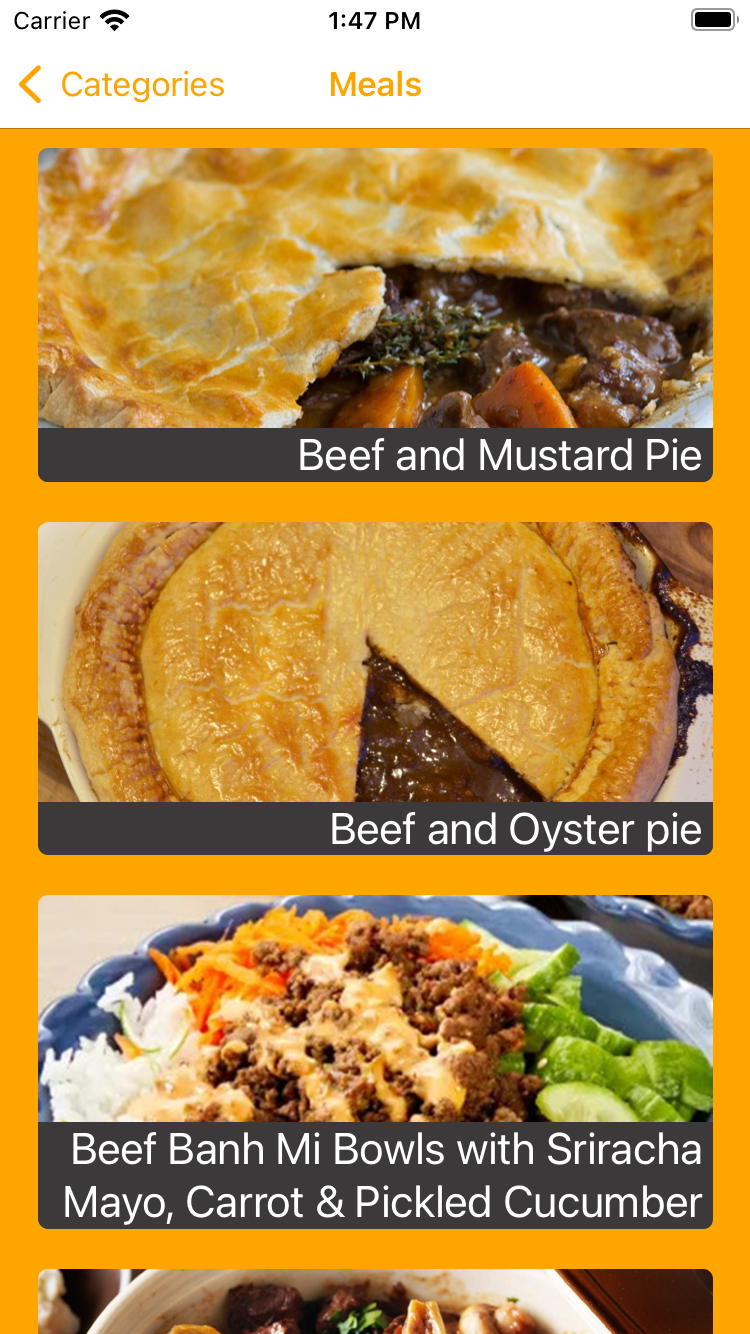 Carrier 1:47 PM
Categories Meals
Beef and Mustard Pie
Beef and Oyster pie
Beef Banh Mi Bowls with Sriracha
Mayo, Carrot & Pickled Cucumber